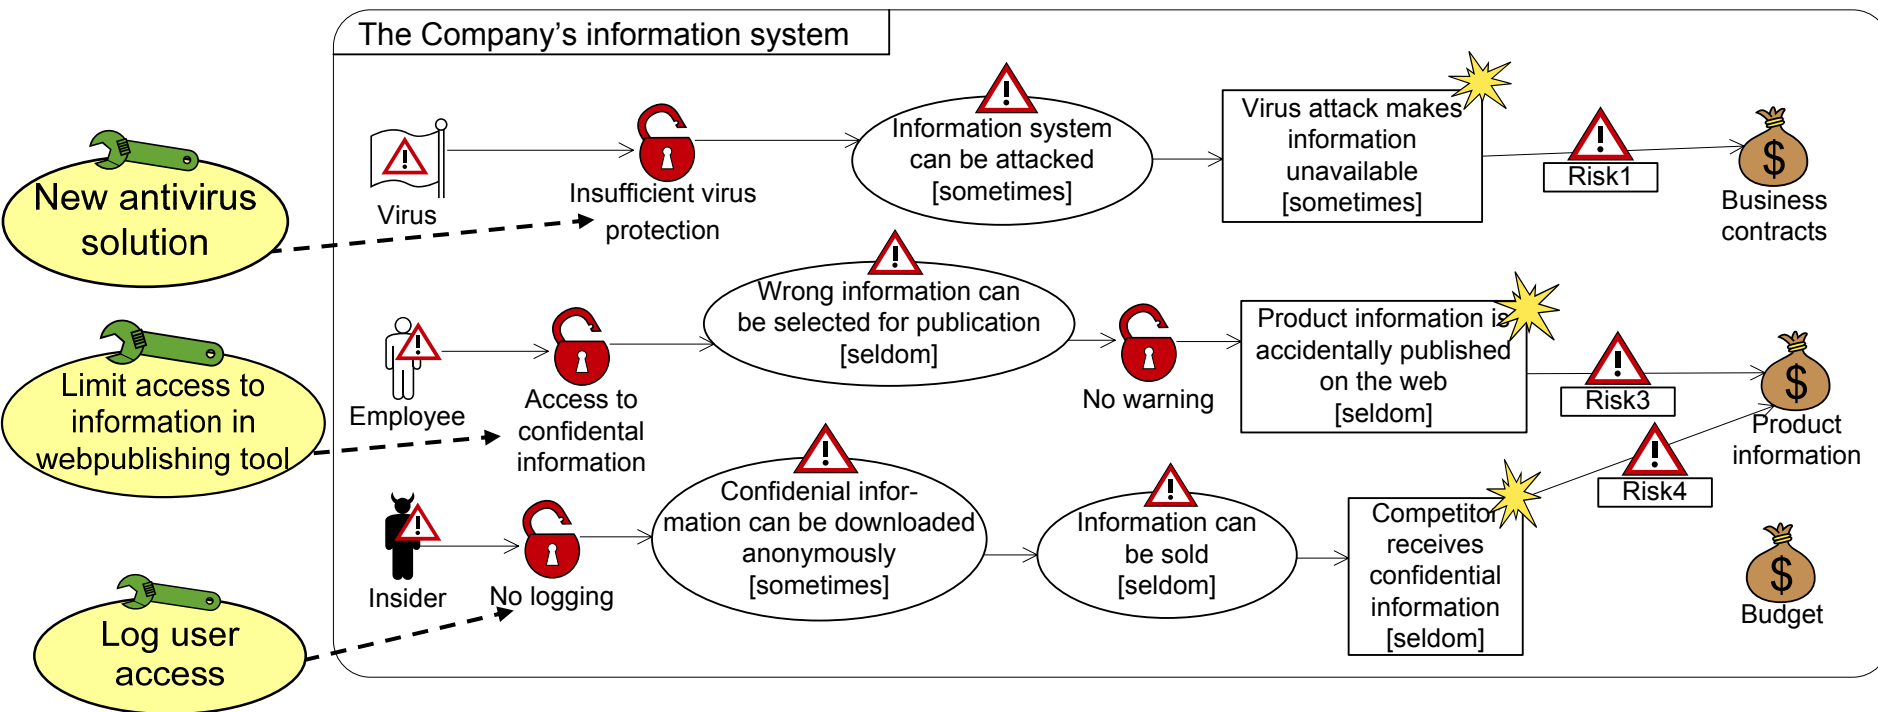 The Company's information system
New antivirus
solution
Virus
Insufficient virus
protection
Information system
can be attacked
[sometimes]
Virus attack makes
information
unavailable
[sometimes]
Risk1
$
Business
contracts
Limit access to
information in
webpublishing tool
Employee
Access to
confidental
information
Wrong information can
be selected for publication
[seldom]
No warning
Product information is
accidentally published
on the web
[seldom]
Risk3
$
Product
information
Log user
access
Insider
No logging
Confidenial infor-
mation can be downloaded
anonymously
[sometimes]
Information can
be sold
[seldom]
Competitor
receives
confidential
information
[seldom]
Risk4
$
Budget